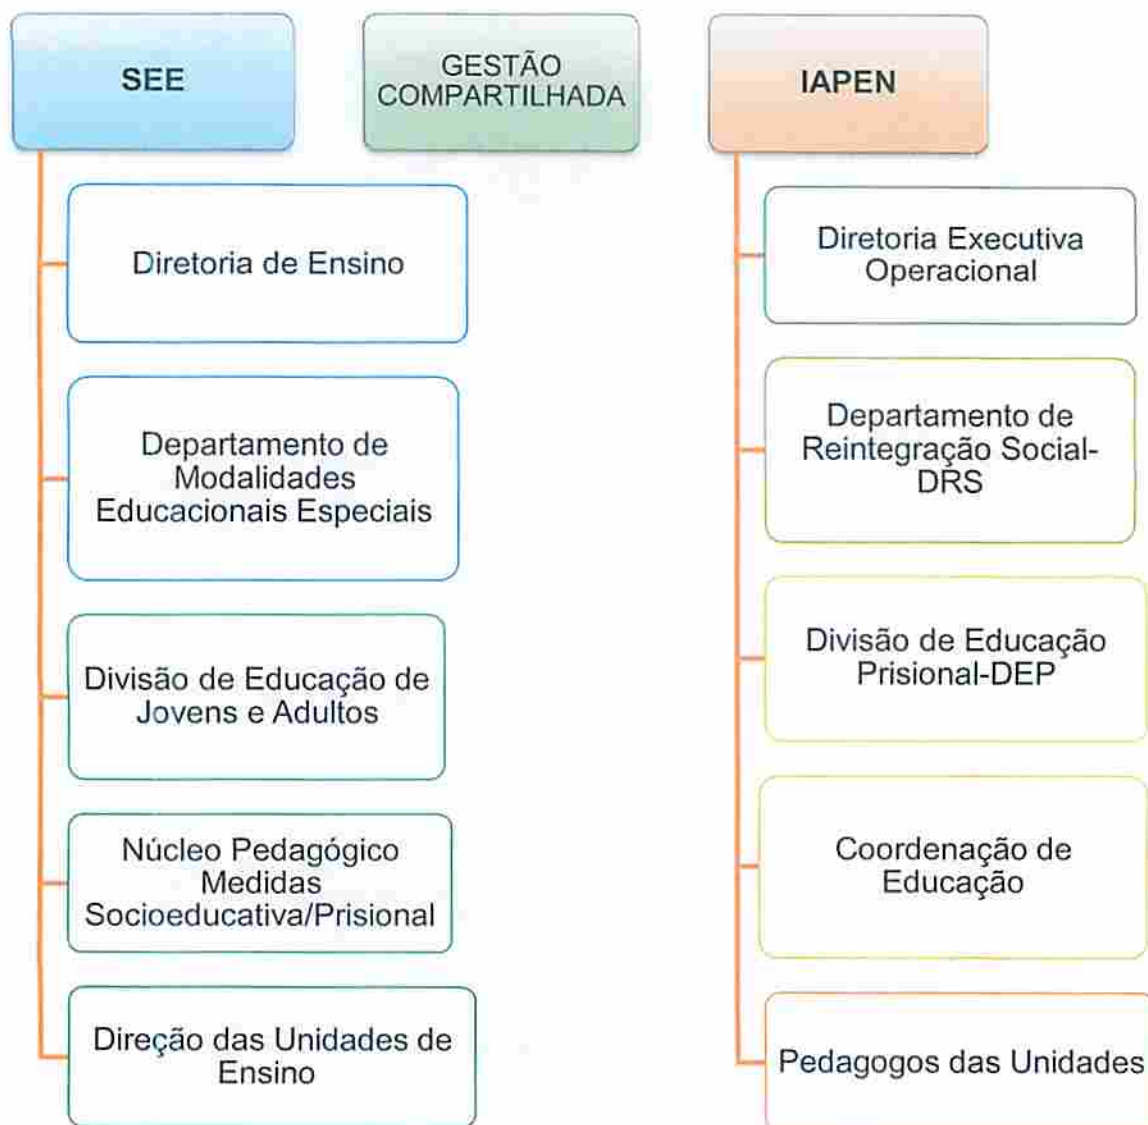 SEE
GESTÃO
COMPARTILHADA
IAPEN
Diretoria de Ensino
Departamento de
Modalidades
Educacionais Especiais
Divisão de Educação de
Jovens e Adultos
Núcleo Pedagógico
Medidas
Socioeducativa/Prisional
Direção das Unidades de
Ensino
Diretoria Executiva
Operacional
Departamento de
Reintegração Social-
DRS
Divisão de Educação
Prisional-DEP
Coordenação de
Educação
Pedagogos das Unidades